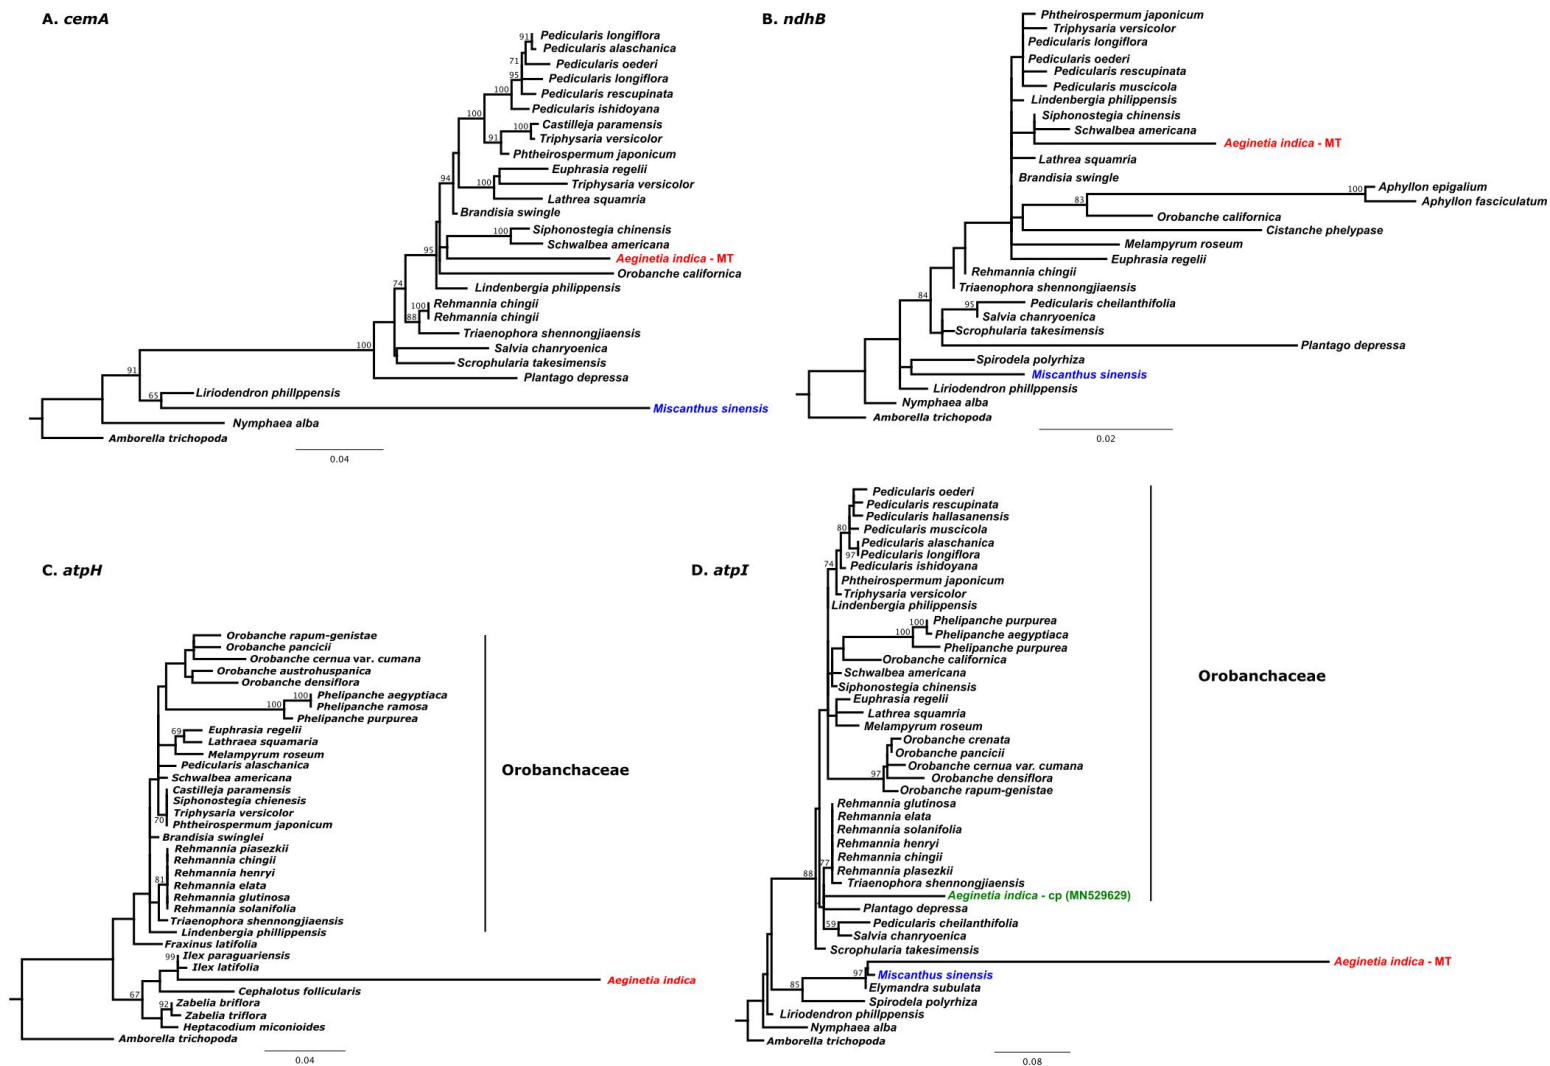 A. cemA
91
Pedicularis longiflora
Pedicularis alaschanica
71
Pedicularis oederi
95
Pedicularis longiflora
100
Pedicularis rescupinata
Pedicularis ishidoyana
100
100
Castilleja paramensis
91
Triphysaria versicolor
Phtheirospermum japonicum
Euphrasia regelii
94
100
Triphysaria versicolor
Lathrea squamria
Brandisia swingle
100
Siphonostegia chinensis
Schwalbea americana
95
Aeginetia indica - MT
Orobanche californica
74
Lindenbergia philippensis
100
Rehmannia chingii
88
Rehmannia chingii
Triaenophora shennongjiaensis
100
Salvia chanryoenica
Scrophularia takesimensis
91
Plantago depressa
65
Liriodendron phillppensis
Miscanthus sinensis
Nymphaea alba
Amborella trichopoda
0.04
B. ndhB
Phtheirospermum japonicum
Triphysaria versicolor
Pedicularis longiflora
Pedicularis oederi
Pedicularis rescupinata
Pedicularis muscicola
Lindenbergia philippensis
Siphonostegia chinensis
Schwalbea americana
Aeginetia indica - MT
Lathrea squamria
Brandisia swingle
100
Aphyllon epigalium
83
Aphyllon fasciculatum
Orobanche californica
Cistanche phelypase
Melampyrum roseum
Euphrasia regelii
Rehmannia chingii
Triaenophora shennongjiaensis
84
95
Pedicularis cheilanthifolia
Salvia chanryoenica
Scrophularia takesimensis
Plantago depressa
Spirodela polyrhiza
Miscanthus sinensis
Liriodendron phillppensis
Nymphaea alba
Amborella trichopoda
0.02
C. atpH
Orobanche rapum-genistae
Orobanche pancicii
Orobanche cernua var. cumana
Orobanche austrohuspanica
Orobanche densiflora
100
Phelipanche aegyptiaca
100
Phelipanche ramosa
Phelipanche purpurea
69
Euphrasia regelii
Lathraea squamaria
Melampyrum roseum
Pedicularis alaschanica
Schwalbea americana
Castilleja paramensis
Siphonostegia chienesis
Triphysaria versicolor
70
Phtheirospermum japonicum
Brandisia swinglei
Rehmannia piasezkii
Rehmannia chingii
Rehmannia henryi
81
Rehmannia elata
Rehmannia glutinosa
Rehmannia solanifolia
Triaenophora shennongjiaensis
Lindenbergia phillippensis
Orobanchaceae
Fraxinus latifolia
99
Ilex paraguariensis
Ilex latifolia
Aeginetia indica
67
Cephalotus follicularis
92
Zabelia briflora
Zabelia triflora
Heptacodium miconioides
Amborella trichopoda
0.04
D. atpI
Pedicularis oederi
Pedicularis rescupinata
Pedicularis hallasanensis
80
Pedicularis muscicola
Pedicularis alaschanica
97
Pedicularis longiflora
74
Pedicularis ishidoyana
Phtheirospermum japonicum
Triphysaria versicolor
Lindenbergia philippensis
100
Phelipanche purpurea
100
Phelipanche aegyptiaca
Phelipanche purpurea
Orobanche californica
Schwalbea americana
Siphonostegia chinensis
Euphrasia regelii
Lathrea squamria
Melampyrum roseum
Orobanche crenata
Orobanche pancicii
Orobanche cernua var. cumana
97
Orobanche densiflora
Orobanche rapum-genistae
Rehmannia glutinosa
Rehmannia elata
Rehmannia solanifolia
Rehmannia henryi
Rehmannia chingii
77
Rehmannia plasezkii
88
Triaenophora shennongjiaensis
Aeginetia indica - cp (MN529629)
Orobanchaceae
Plantago depressa
59
Pedicularis cheilanthifolia
Salvia chanryoenica
Scrophularia takesimensis
Aeginetia indica - MT
97
Miscanthus sinensis
85
Elymandra subulata
Spirodela polyrhiza
Liriodendron phillppensis
Nymphaea alba
Amborella trichopoda
0.08